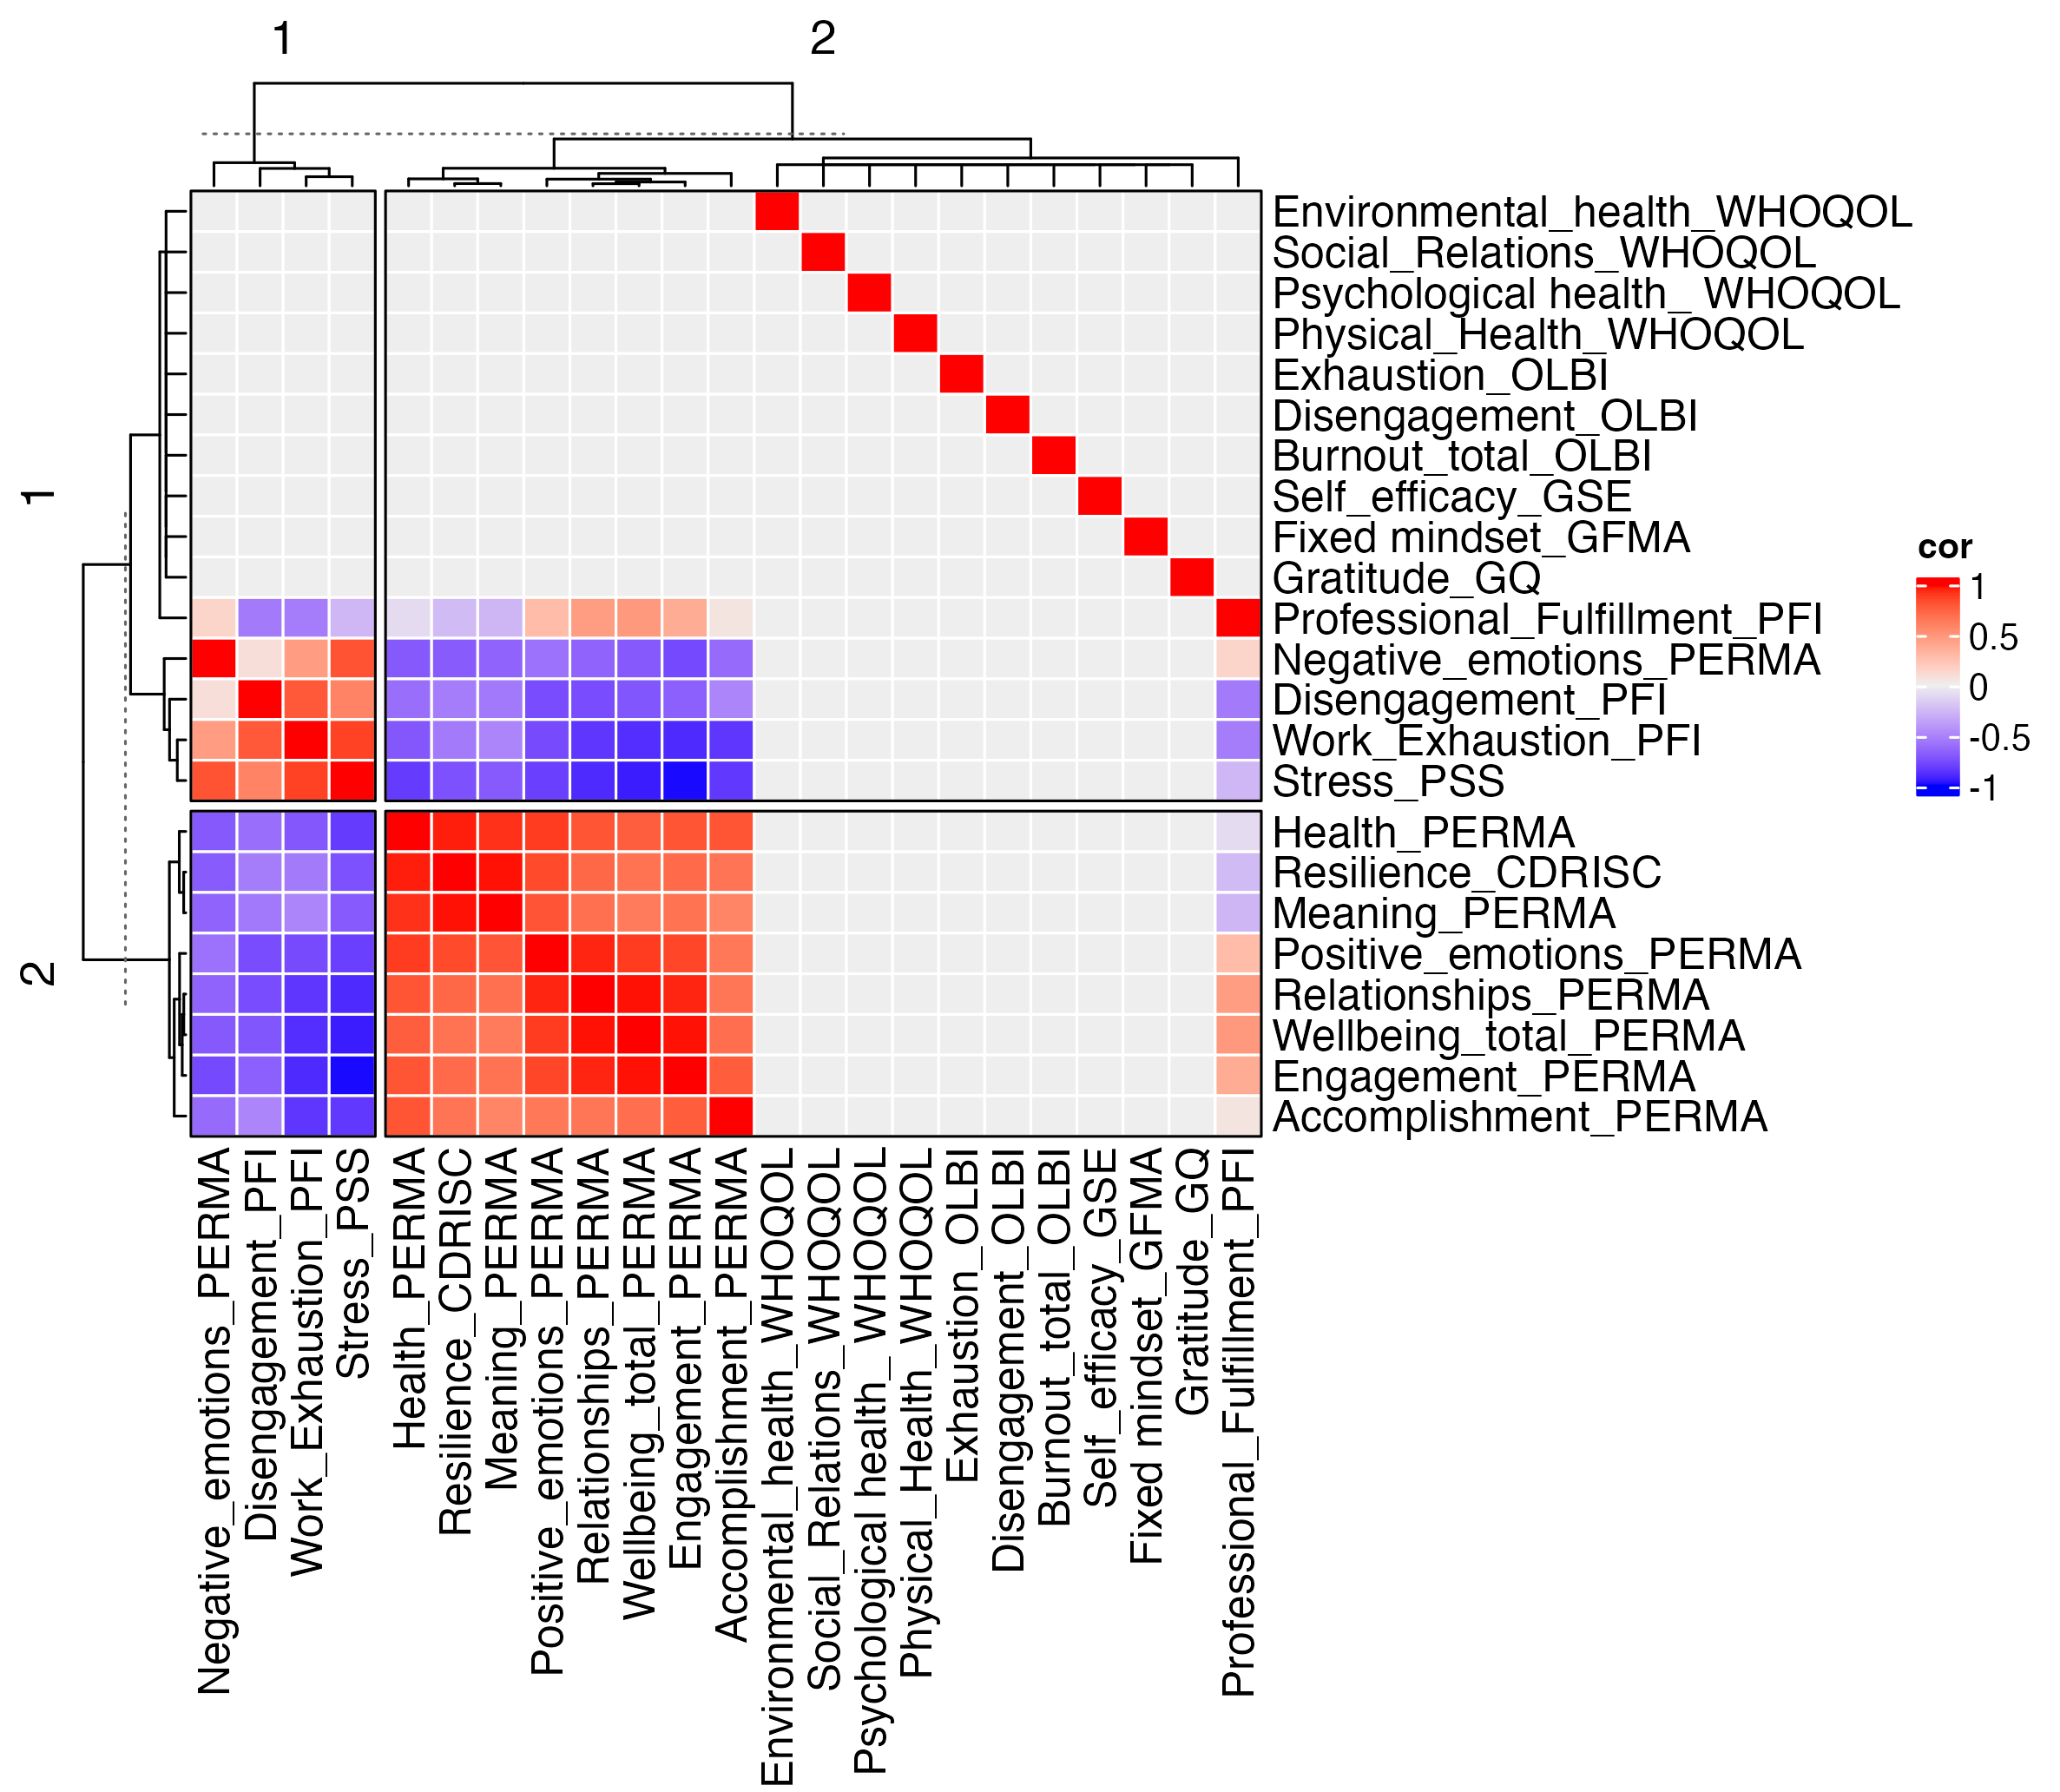 1
2
1
2
Environmental_health_WHOQOL
Social_Relations_WHOQOL
Psychological health_ WHOQOL
Physical_Health_WHOQOL
Exhaustion_OLBI
Disengagement_OLBI
Burnout_total_OLBI
Self_efficacy_GSE
Fixed mindset_GFMA
Gratitude_GQ
Professional_Fulfillment_PFI
Negative_emotions_PERMA
Disengagement_PFI
Work_Exhaustion_PFI
Stress_PSS
Health_PERMA
Resilience_CDRISC
Meaning_PERMA
Positive_emotions_PERMA
Relationships_PERMA
Wellbeing_total_PERMA
Engagement_PERMA
Accomplishment_PERMA
cor
1
0.5
0
-0.5
-1
Negative_emotions_PERMA
Disengagement_PFI
Work_Exhaustion_PFI
Stress_PSS
Health_PERMA
Resilience_CDRISC
Meaning_PERMA
Positive_emotions_PERMA
Relationships_PERMA
Wellbeing_total_PERMA
Engagement_PERMA
Accomplishment_PERMA
Environmental_health_WHOQOL
Social_Relations_WHOQOL
Psychological health_ WHOQOL
Physical_Health_WHOQOL
Exhaustion_OLBI
Disengagement_OLBI
Burnout_total_OLBI
Self_efficacy_GSE
Fixed mindset_GFMA
Gratitude_GQ
Professional_Fulfillment_PFI